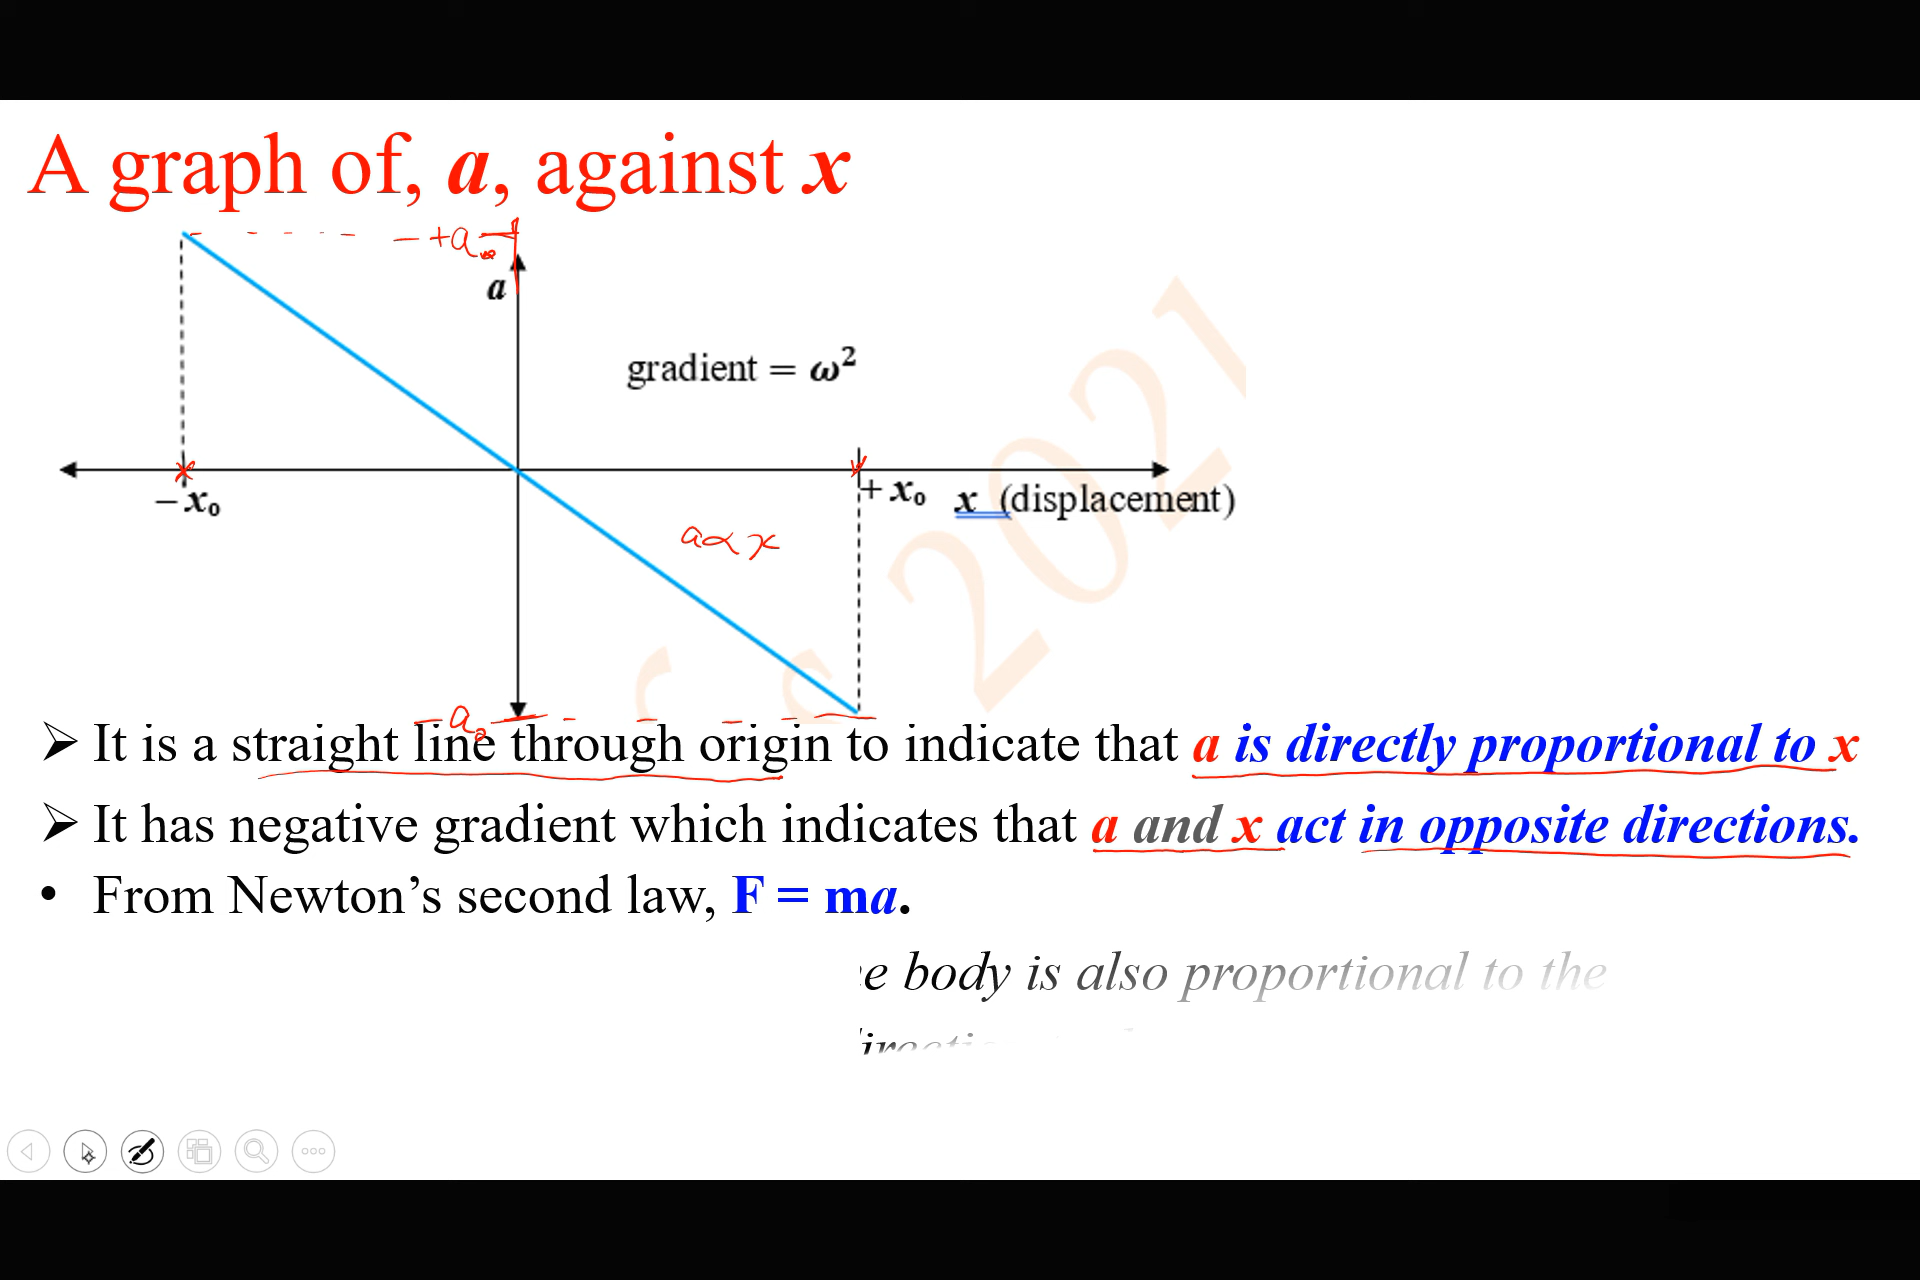 A graph of, a, against x
– +a₀
a
gradient = ω²
– x₀
+ x₀ x (displacement)
a ∝ x
2021
– a₀
➢ It is a straight line through origin to indicate that a is directly proportional to x
➢ It has negative gradient which indicates that a and x act in opposite directions.
• From Newton’s second law, F = ma.
body is also proportional to the